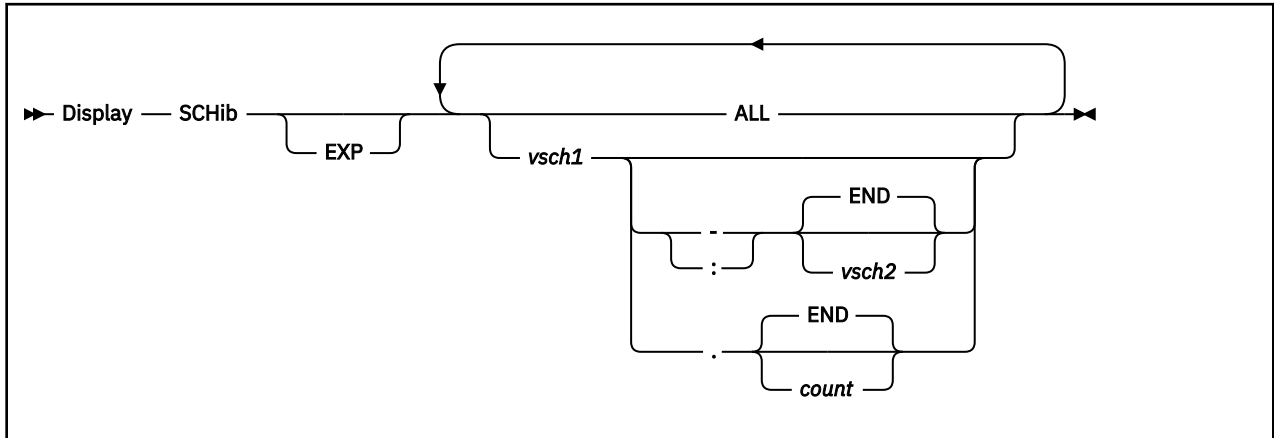 Display SCHib ALL
EXP
vsch1
END
-
:
vsch2
END
.
count